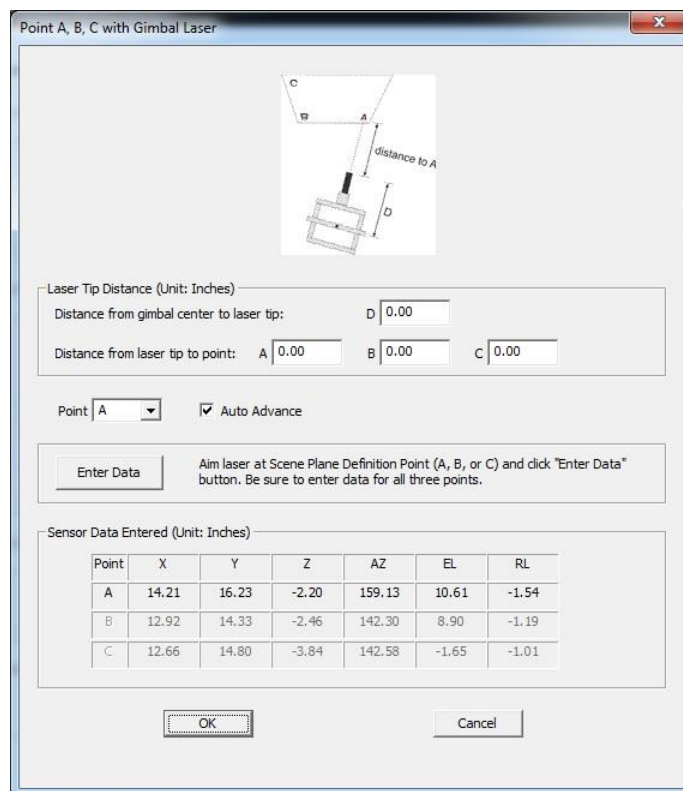 Point A, B, C with Gimbal Laser
C
B A
distance to A
D
Laser Tip Distance (Unit: Inches)
Distance from gimbal center to laser tip: D 0.00
Distance from laser tip to point: A 0.00 B 0.00 C 0.00
Point A Auto Advance
Enter Data
Aim laser at Scene Plane Definition Point (A, B, or C) and click "Enter Data"
button. Be sure to enter data for all three points.
Sensor Data Entered (Unit: Inches)
Point X Y Z AZ EL RL
A 14.21 16.23 -2.20 159.13 10.61 -1.54
B 12.92 14.33 -2.46 142.30 8.90 -1.19
C 12.66 14.80 -3.84 142.58 -1.65 -1.01
OK Cancel